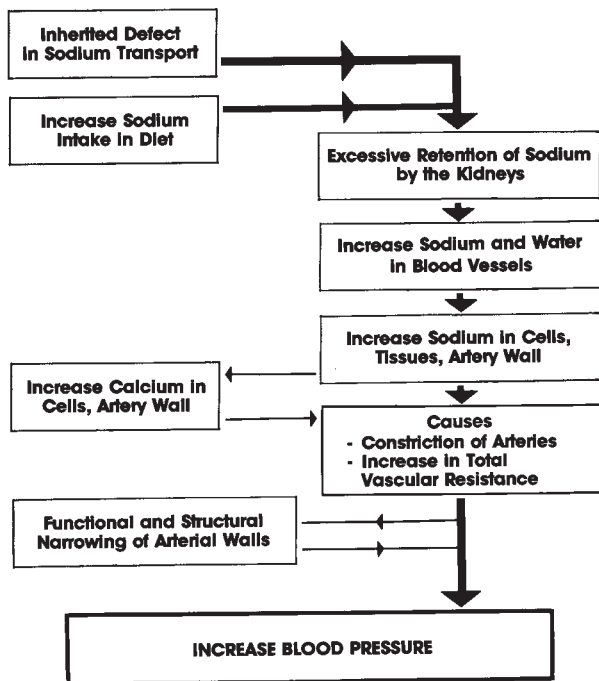 Inherited Defect
in Sodium Transport
Increase Sodium
Intake in Diet
Excessive Retention of Sodium
by the Kidneys
Increase Sodium and Water
in Blood Vessels
Increase Sodium in Cells,
Tissues, Artery Wall
Increase Calcium in
Cells, Artery Wall
Causes
- Constriction of Arteries
- Increase in Total
Vascular Resistance
Functional and Structural
Narrowing of Arterial Walls
INCREASE BLOOD PRESSURE